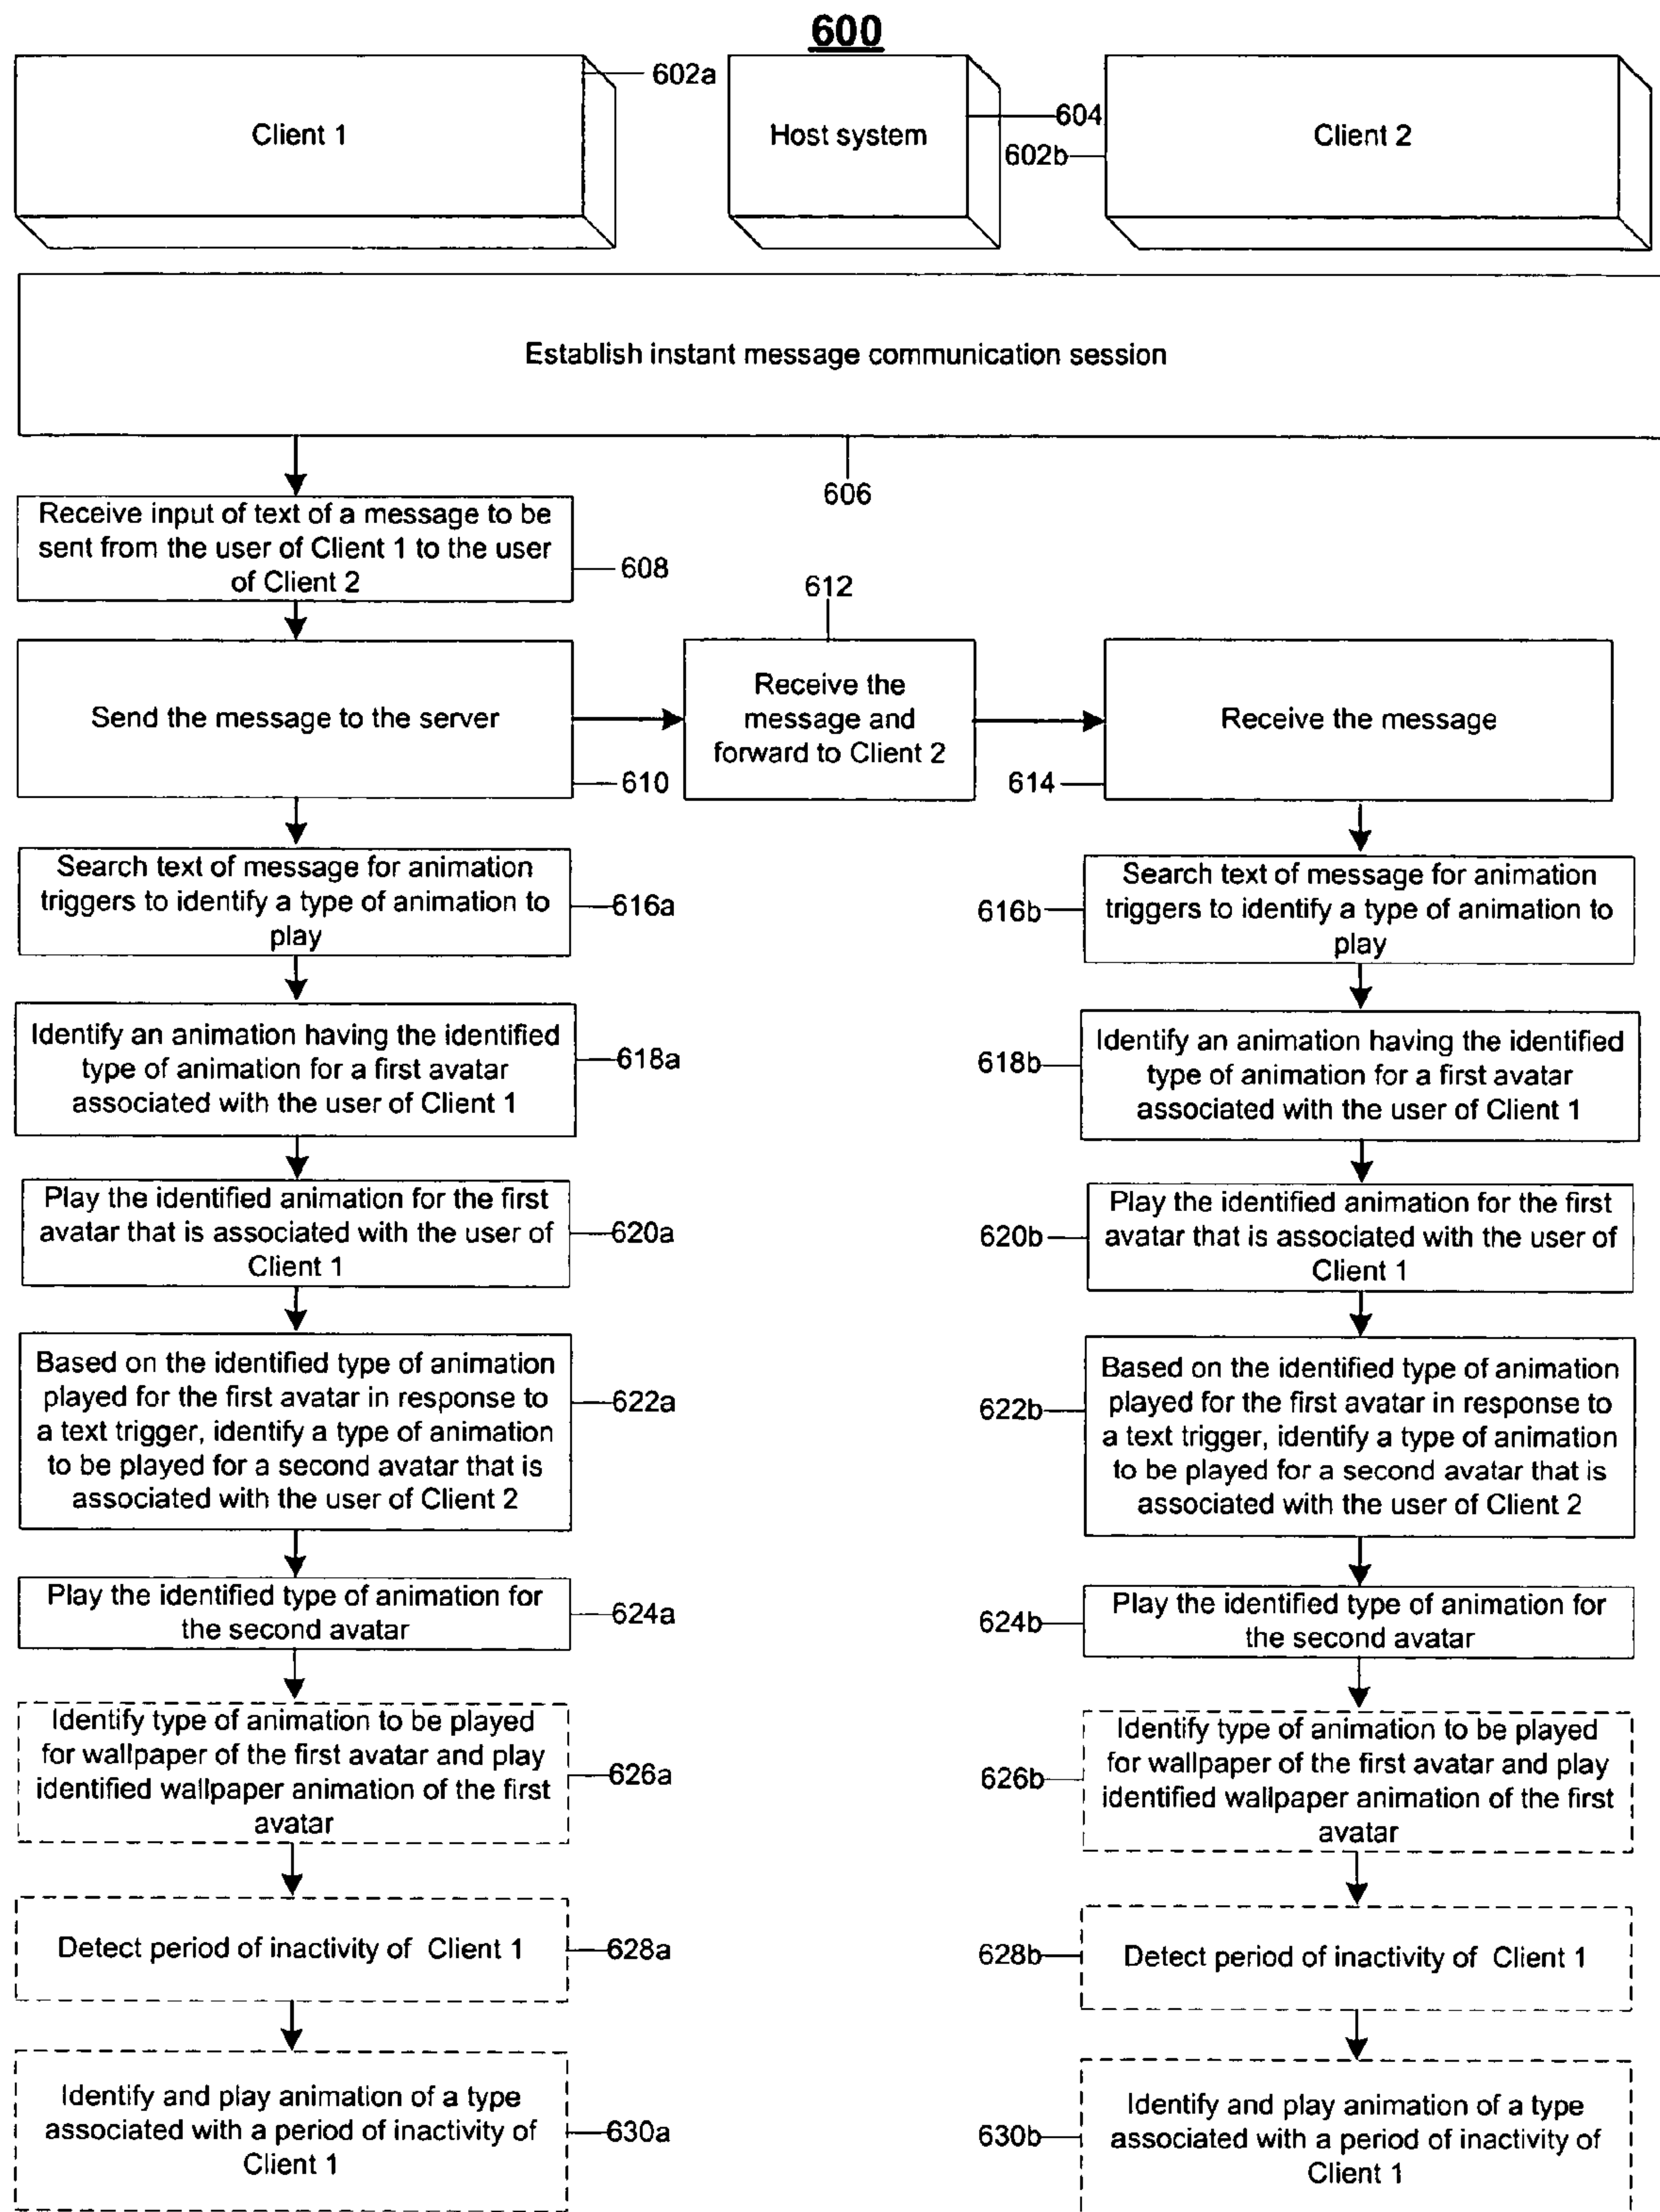 600
602a
Client 1
Host system
604
602b
Client 2
Establish instant message communication session
606
Receive input of text of a message to be
sent from the user of Client 1 to the user
of Client 2
608
612
Send the message to the server
610
Receive the
message and
forward to Client 2
Receive the message
614
Search text of message for animation
triggers to identify a type of animation to
play
616a
616b
Search text of message for animation
triggers to identify a type of animation to
play
Identify an animation having the identified
type of animation for a first avatar
associated with the user of Client 1
618a
618b
Identify an animation having the identified
type of animation for a first avatar
associated with the user of Client 1
Play the identified animation for the first
avatar that is associated with the user of
Client 1
620a
620b
Play the identified animation for the first
avatar that is associated with the user of
Client 1
Based on the identified type of animation
played for the first avatar in response to
a text trigger, identify a type of animation
to be played for a second avatar that is
associated with the user of Client 2
622a
622b
Based on the identified type of animation
played for the first avatar in response to
a text trigger, identify a type of animation
to be played for a second avatar that is
associated with the user of Client 2
Play the identified type of animation for
the second avatar
624a
624b
Play the identified type of animation for
the second avatar
Identify type of animation to be played
for wallpaper of the first avatar and play
identified wallpaper animation of the first
avatar
626a
626b
Identify type of animation to be played
for wallpaper of the first avatar and play
identified wallpaper animation of the first
avatar
Detect period of inactivity of Client 1
628a
628b
Detect period of inactivity of Client 1
Identify and play animation of a type
associated with a period of inactivity of
Client 1
630a
630b
Identify and play animation of a type
associated with a period of inactivity of
Client 1